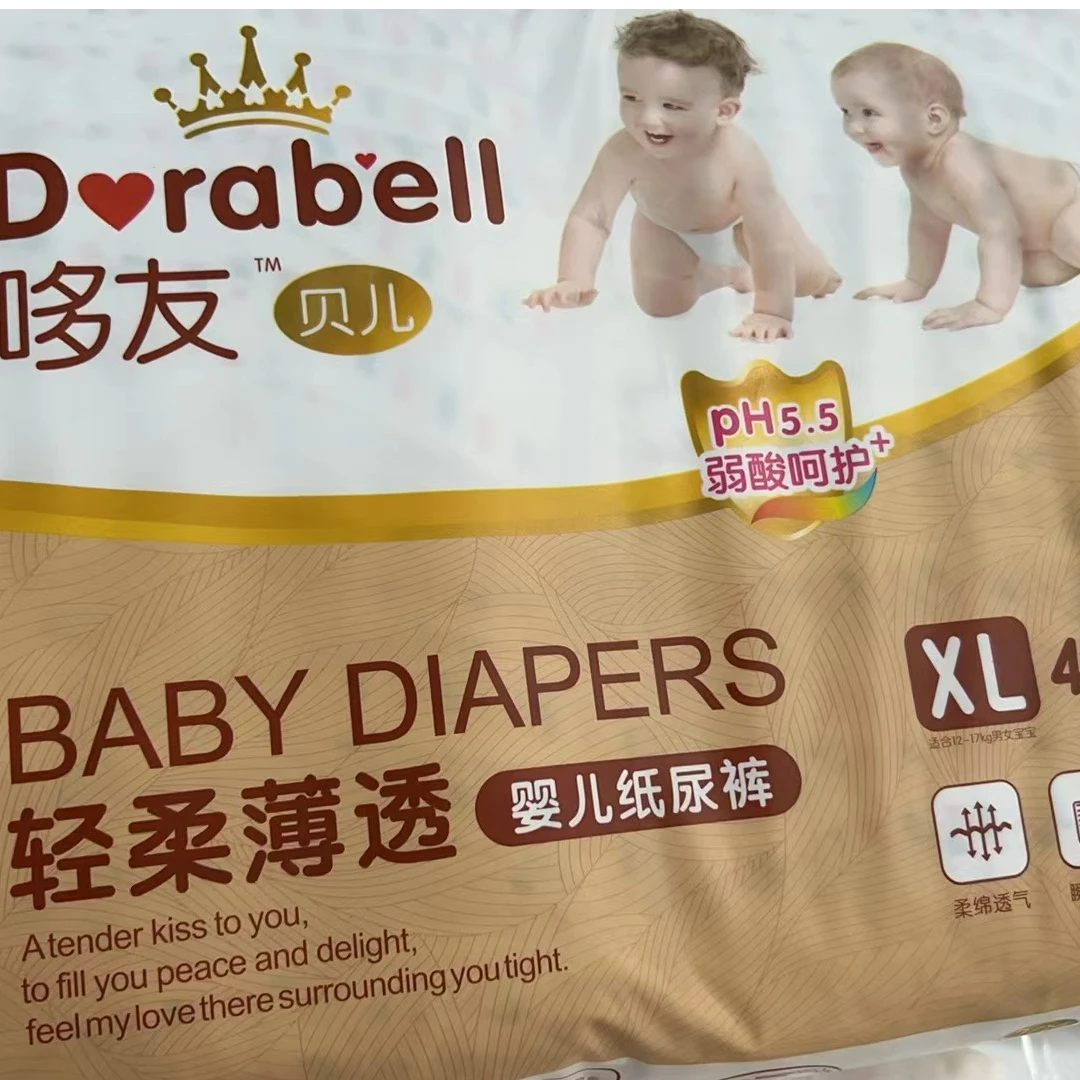 Dorabell
哆友™ 贝儿
pH5.5
弱酸呵护+
BABY DIAPERS
XL 4
适合12-17kg男女宝宝
轻柔薄透 婴儿纸尿裤
柔绵透气
A tender kiss to you,
to fill you peace and delight,
feel my love there surrounding you tight.